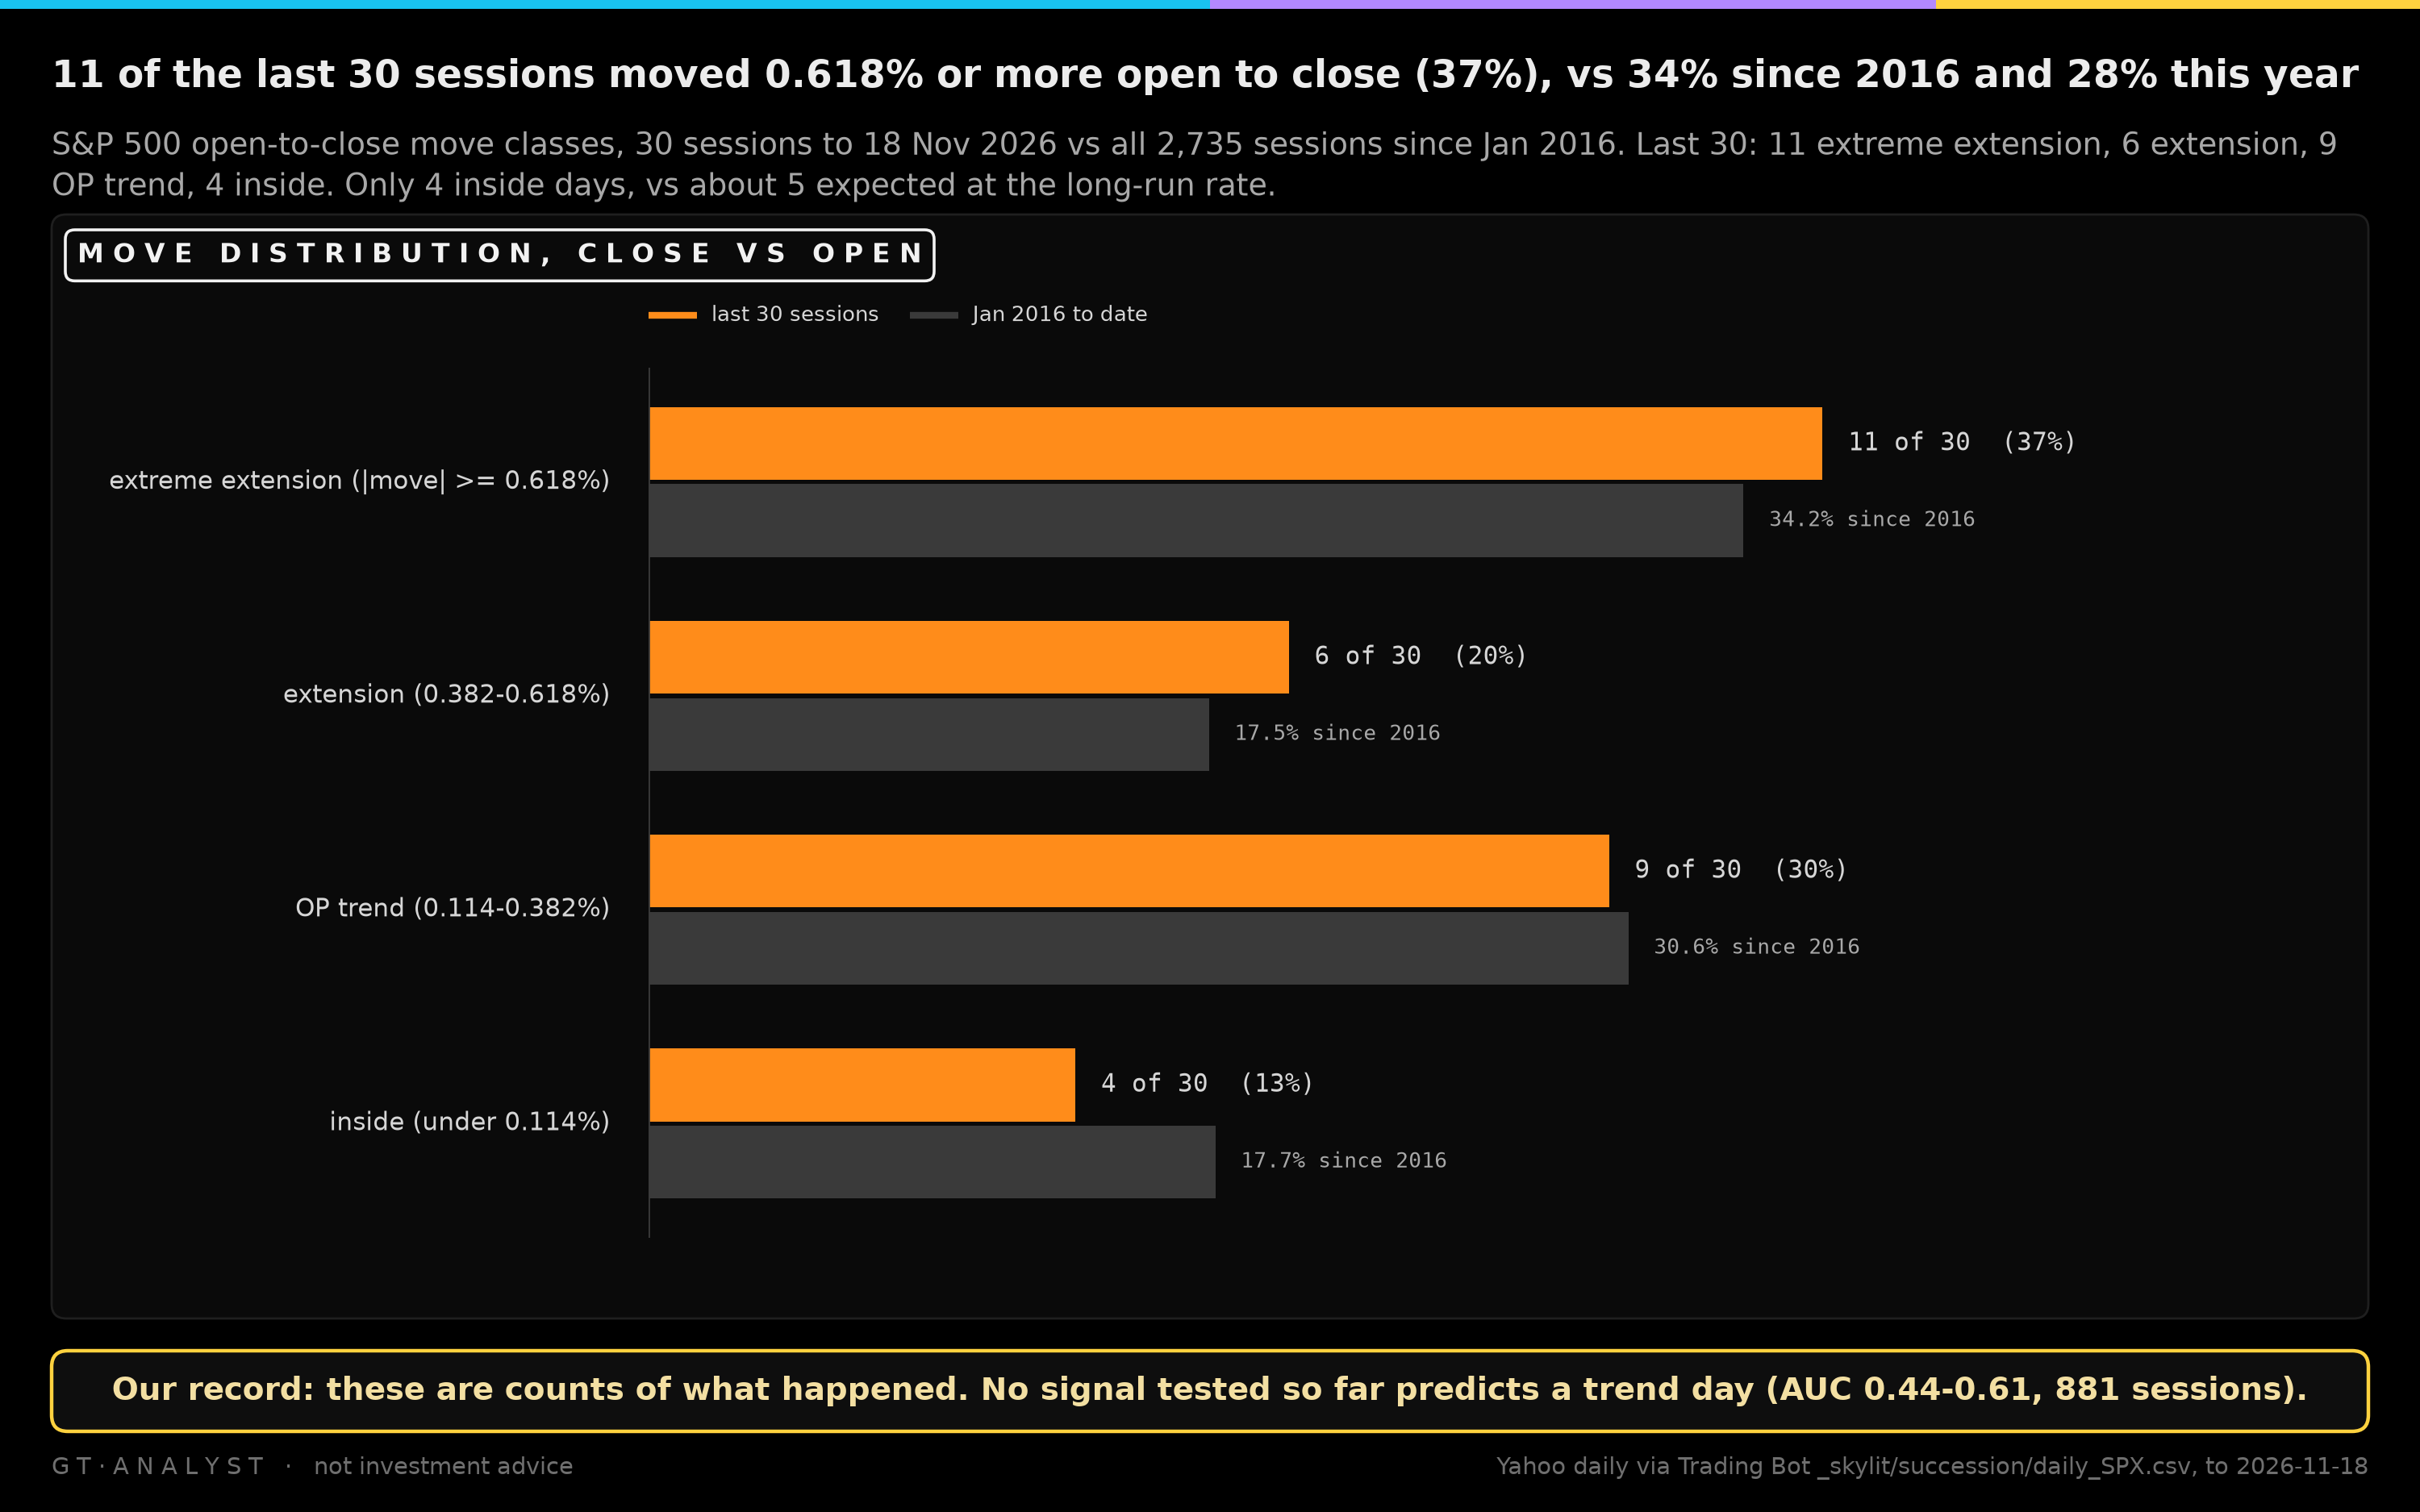 11 of the last 30 sessions moved 0.618% or more open to close (37%), vs 34% since 2016 and 28% this year
S&P 500 open-to-close move classes, 30 sessions to 18 Nov 2026 vs all 2,735 sessions since Jan 2016. Last 30: 11 extreme extension, 6 extension, 9
OP trend, 4 inside. Only 4 inside days, vs about 5 expected at the long-run rate.
MOVE DISTRIBUTION, CLOSE VS OPEN
last 30 sessions Jan 2016 to date
11 of 30 (37%)
extreme extension (|move| >= 0.618%)
34.2% since 2016
6 of 30 (20%)
extension (0.382-0.618%)
17.5% since 2016
9 of 30 (30%)
OP trend (0.114-0.382%)
30.6% since 2016
4 of 30 (13%)
inside (under 0.114%)
17.7% since 2016
Our record: these are counts of what happened. No signal tested so far predicts a trend day (AUC 0.44-0.61, 881 sessions).
GT·ANALYST · not investment advice
Yahoo daily via Trading Bot _skylit/succession/daily_SPX.csv, to 2026-11-18